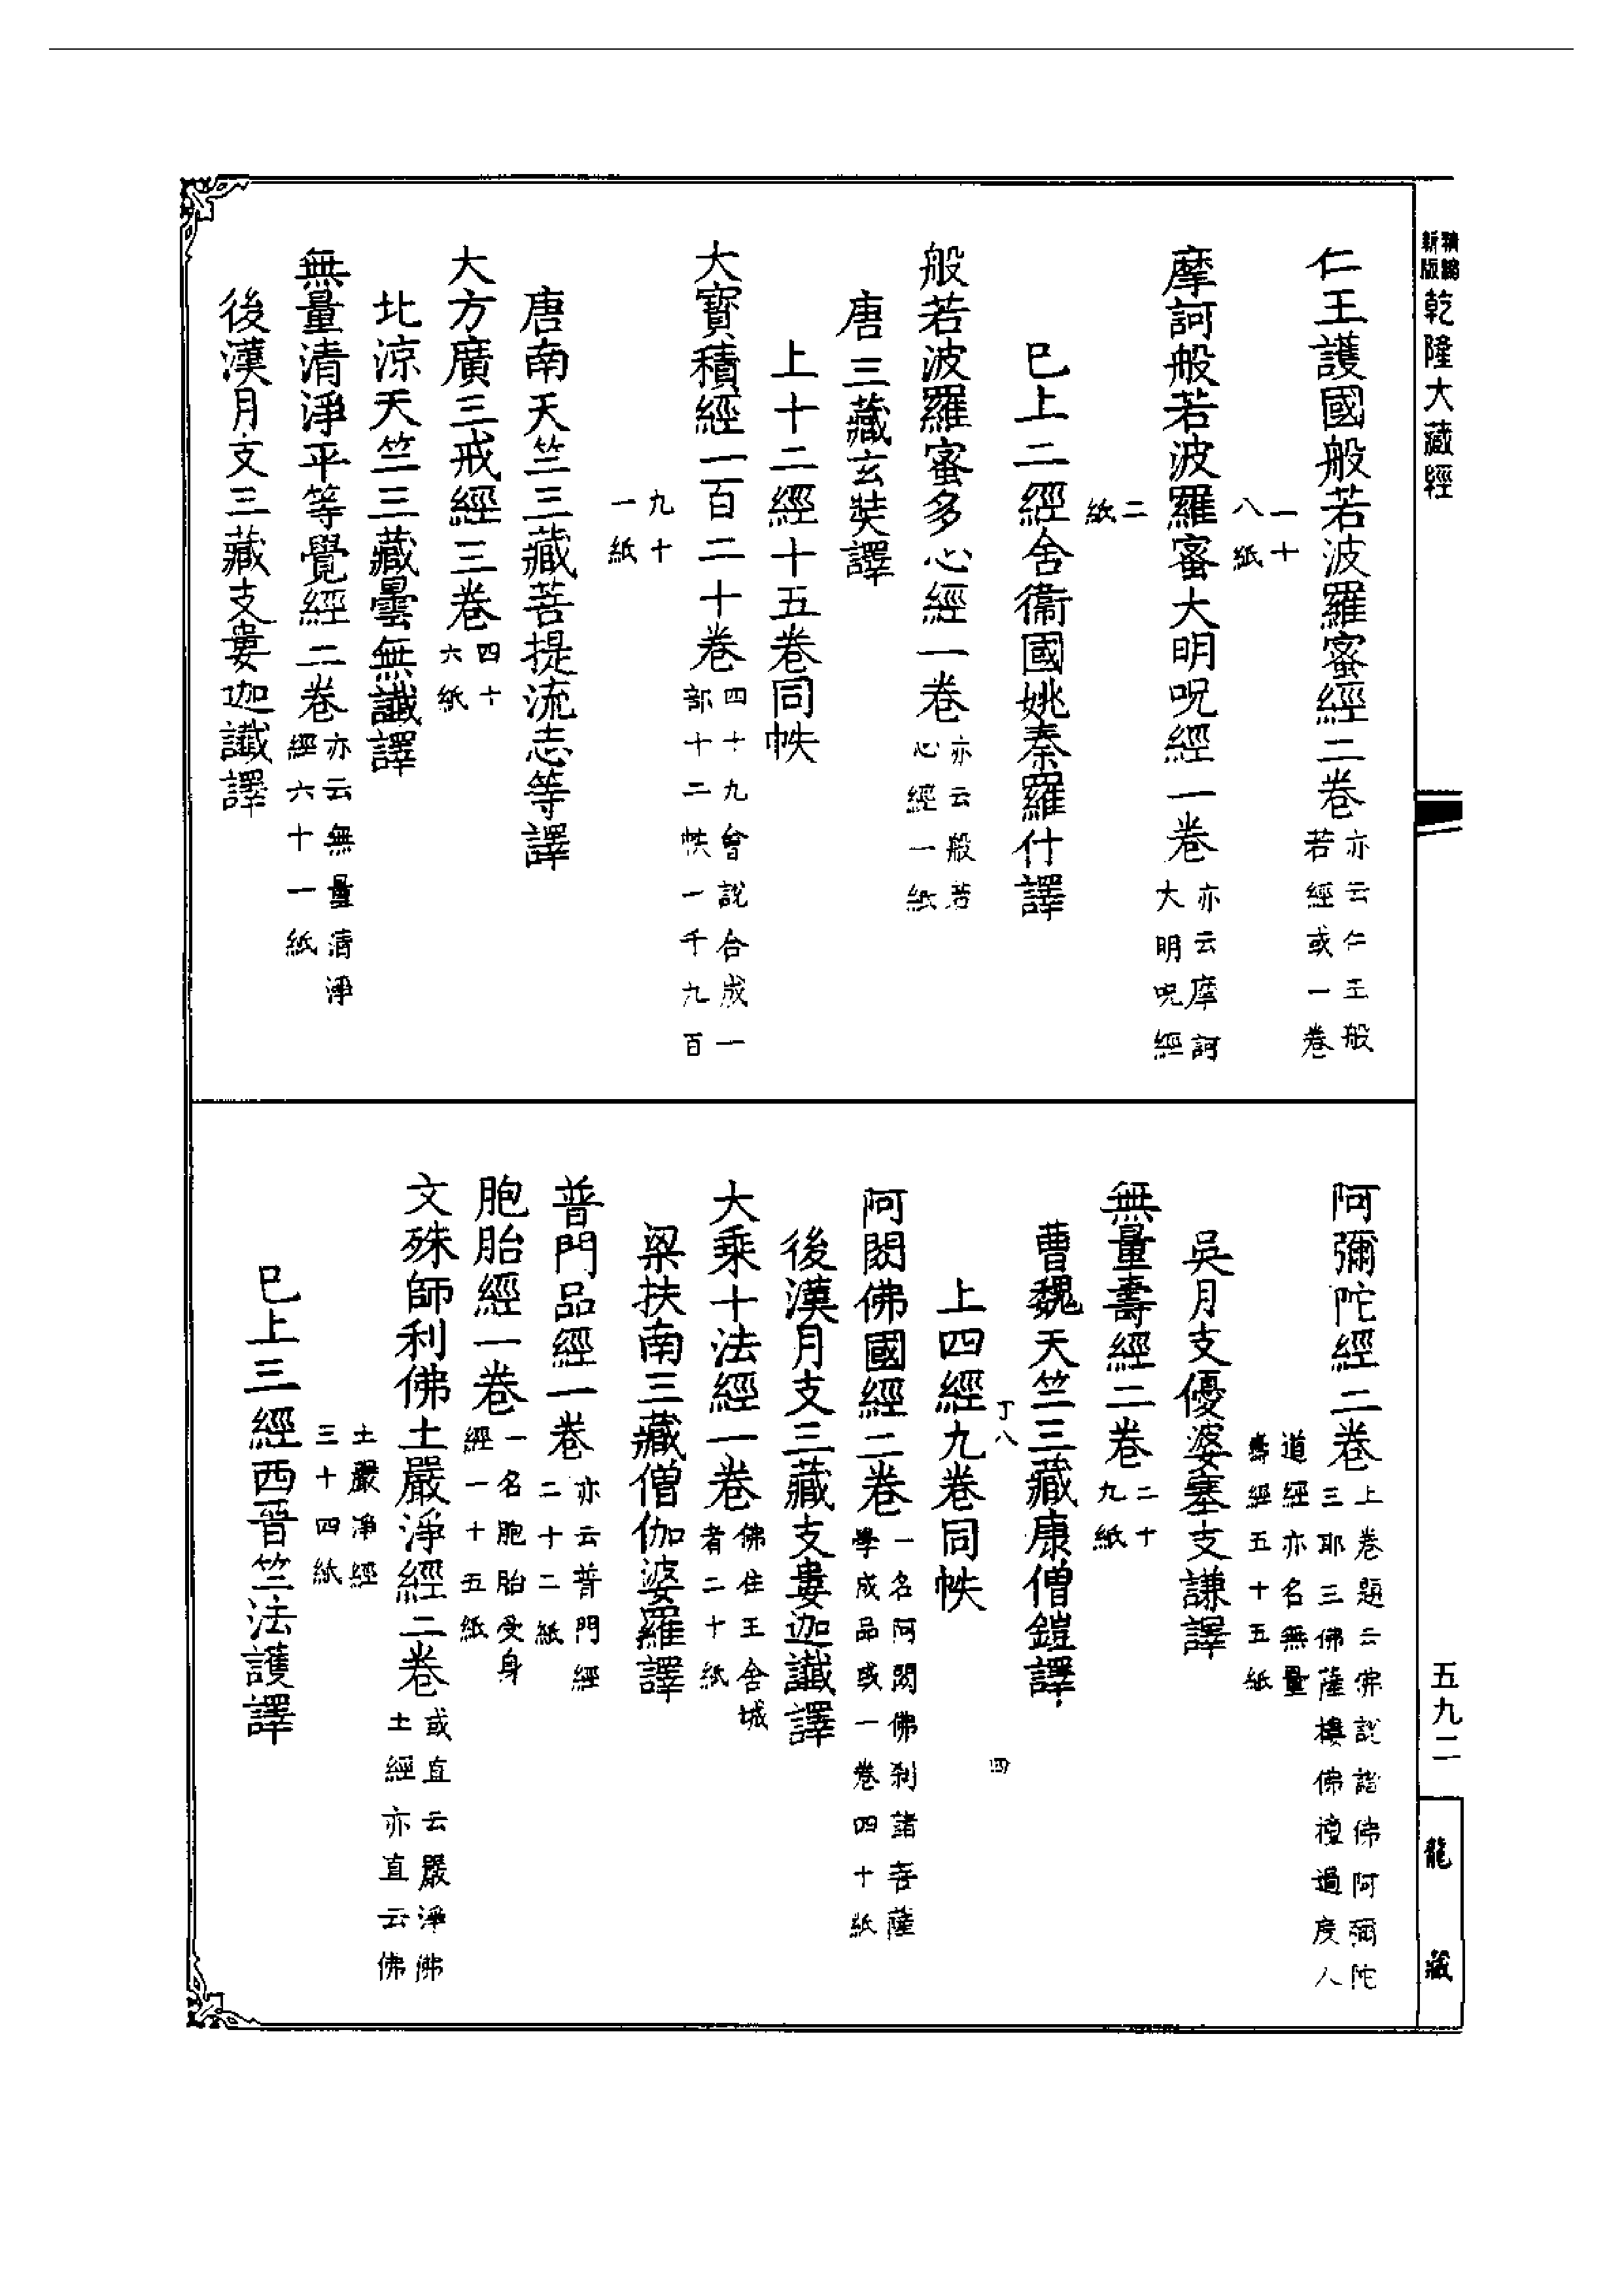 新版 精編 乾隆大藏經
仁王護國般若波羅蜜經二卷 亦云仁王般若經或一卷
一十八紙
摩訶般若波羅蜜大明呪經一卷 亦云摩訶大明呪經
二紙
已上二經舍衞國姚秦羅什譯
般若波羅蜜多心經一卷 亦云般若心經一紙
唐三藏玄奘譯
上十二經十五卷同帙
大寶積經一百二十卷 四十九會說合成一部十二帙一千九百
九十一紙
唐南天竺三藏菩提流志等譯
大方廣三戒經三卷 四十六紙
北涼天竺三藏曇無讖譯
無量清淨平等覺經二卷 亦云無量清淨經六十一紙
後漢月支三藏支婁迦讖譯
阿彌陀經二卷 上卷題云佛說諸佛阿彌陀三耶三佛薩樓佛檀過度人
道經亦名無量壽經五十五紙
吳月支優婆塞支謙譯
無量壽經二卷 二十九紙
曹魏天竺三藏康僧鎧譯
丁八 四
上四經九卷同帙
阿閦佛國經二卷 一名阿閦佛刹諸菩薩學成品或一卷四十紙
後漢月支三藏支婁迦讖譯
大乘十法經一卷 佛住王舍城者二十紙
梁扶南三藏僧伽婆羅譯
普門品經一卷 亦云普門經二十二紙
胞胎經一卷 一名胞胎受身經一十五紙
文殊師利佛土嚴淨經二卷 或直云嚴淨佛土經亦直云佛
土嚴淨經三十四紙
已上三經西晉竺法護譯
五九二
龍藏